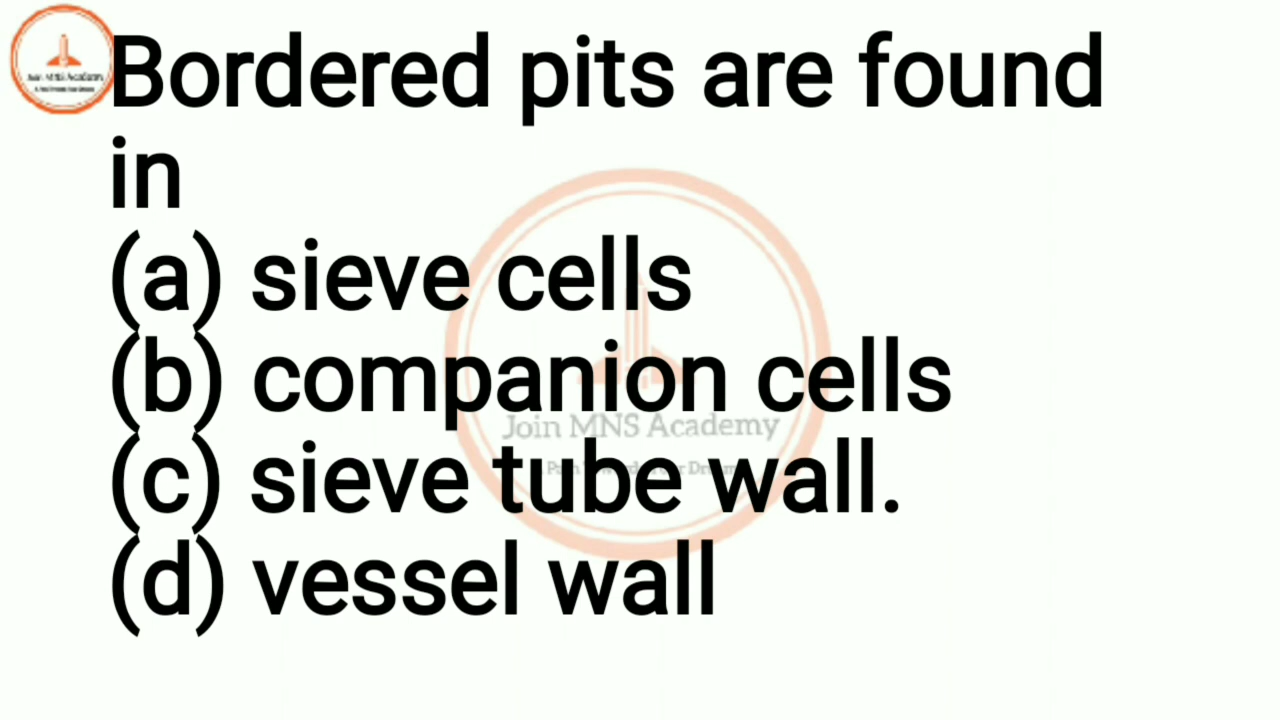 Bordered pits are found
in
(a) sieve cells
(b) companion cells
Join MNS Academy
(c) sieve tube wall.
(d) vessel wall